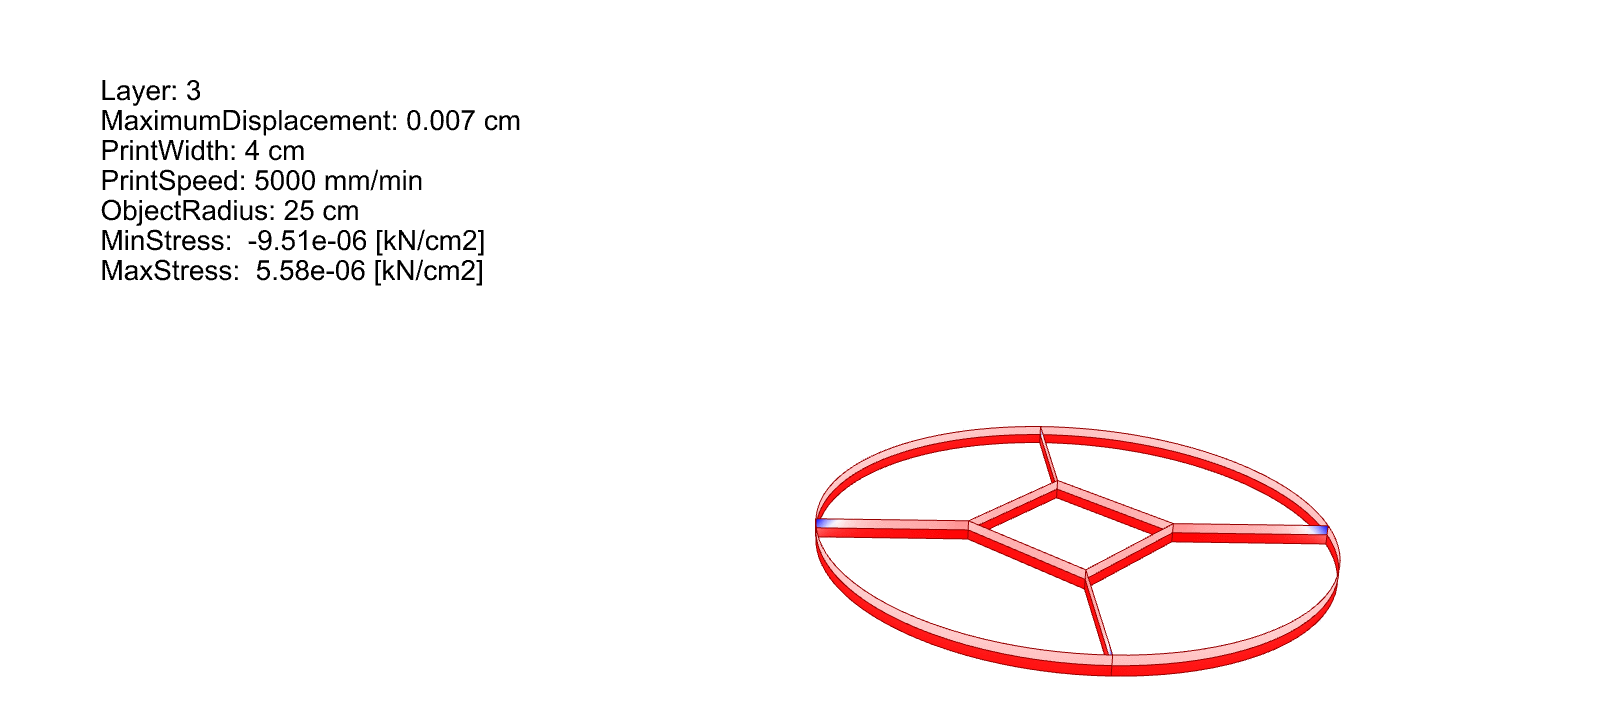 Layer: 3
MaximumDisplacement: 0.007 cm
PrintWidth: 4 cm
PrintSpeed: 5000 mm/min
ObjectRadius: 25 cm
MinStress:  -9.51e-06 [kN/cm2]
MaxStress:  5.58e-06 [kN/cm2]